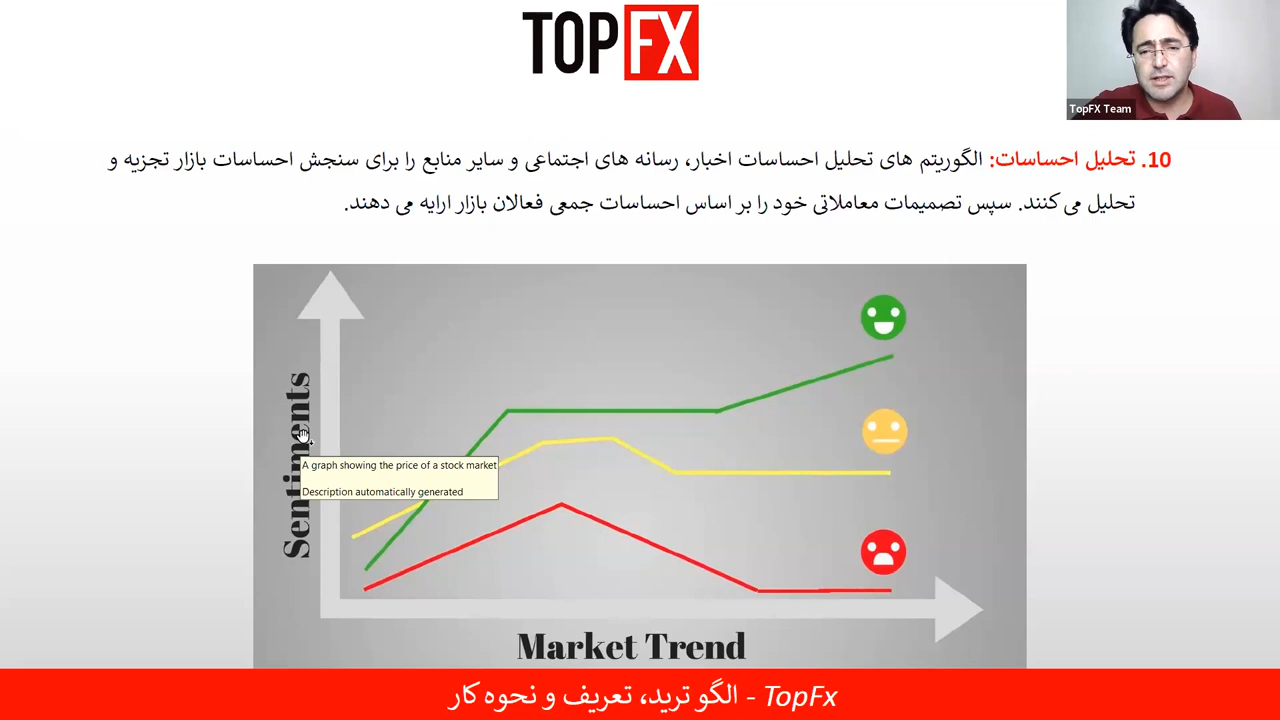 TOPFX
TopFX Team
10. تحلیل احساسات: الگوریتم های تحلیل احساسات اخبار، رسانه های اجتماعی و سایر منابع را برای سنجش احساسات بازار تجزیه و
تحلیل می کنند. سپس تصمیمات معاملاتی خود را بر اساس احساسات جمعی فعالان بازار ارایه می دهند.
Sentiments
A graph showing the price of a stock market
Description automatically generated
Market Trend
TopFx - الگو ترید، تعریف و نحوه کار